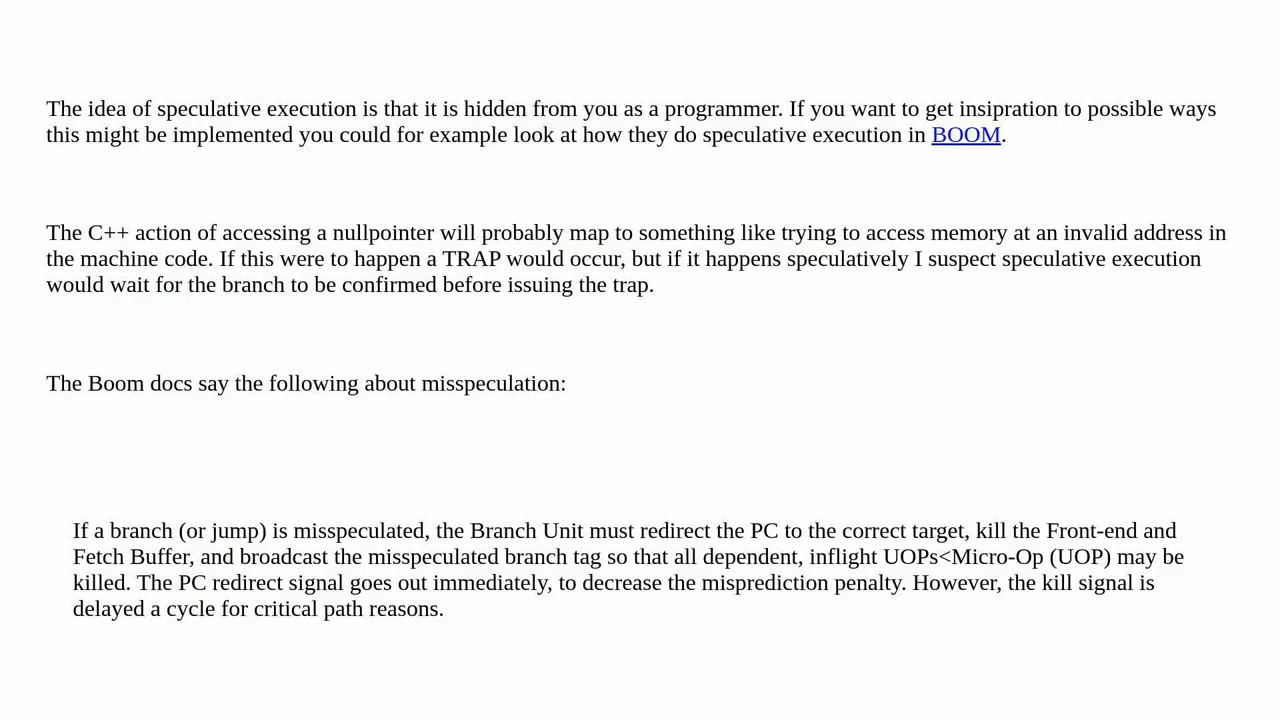 The idea of speculative execution is that it is hidden from you as a programmer. If you want to get insipration to possible ways
this might be implemented you could for example look at how they do speculative execution in BOOM.
The C++ action of accessing a nullpointer will probably map to something like trying to access memory at an invalid address in
the machine code. If this were to happen a TRAP would occur, but if it happens speculatively I suspect speculative execution
would wait for the branch to be confirmed before issuing the trap.
The Boom docs say the following about misspeculation:
If a branch (or jump) is misspeculated, the Branch Unit must redirect the PC to the correct target, kill the Front-end and
Fetch Buffer, and broadcast the misspeculated branch tag so that all dependent, inflight UOPs<Micro-Op (UOP) may be
killed. The PC redirect signal goes out immediately, to decrease the misprediction penalty. However, the kill signal is
delayed a cycle for critical path reasons.